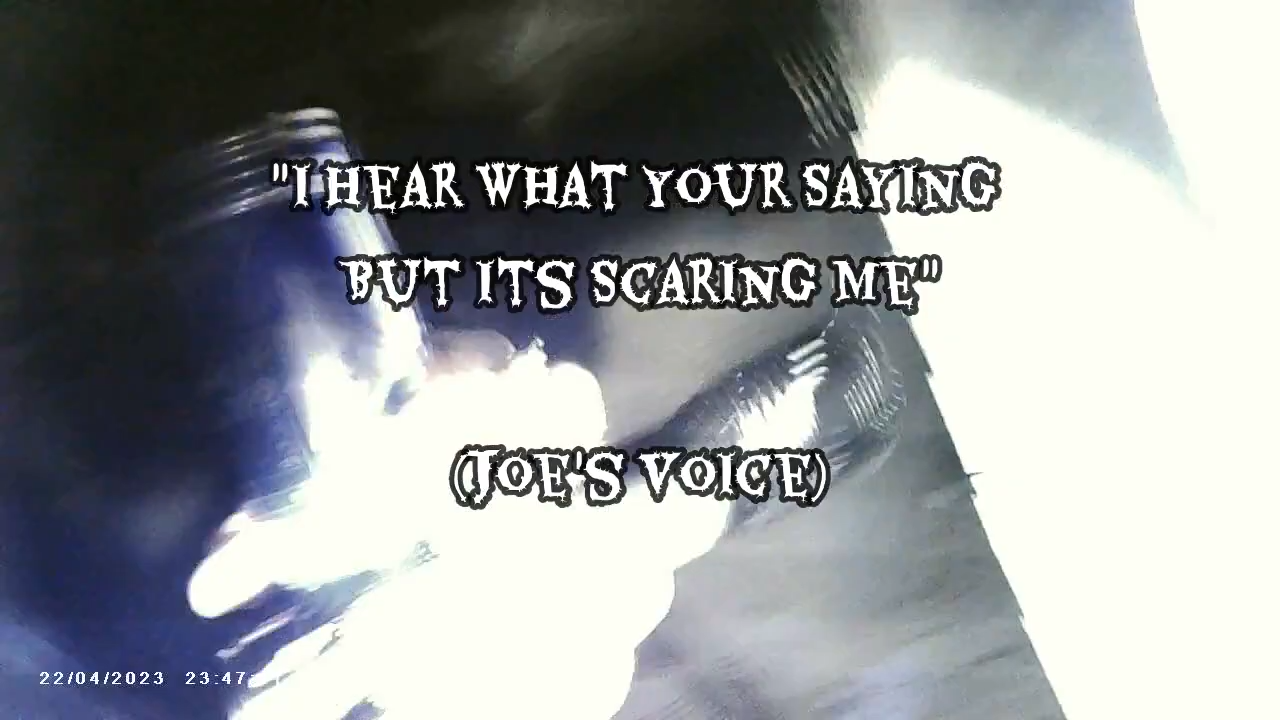 "I HEAR WHAT YOUR SAYING
BUT ITS SCARING ME"
(JOE'S VOICE)
22/04/2023 23:47